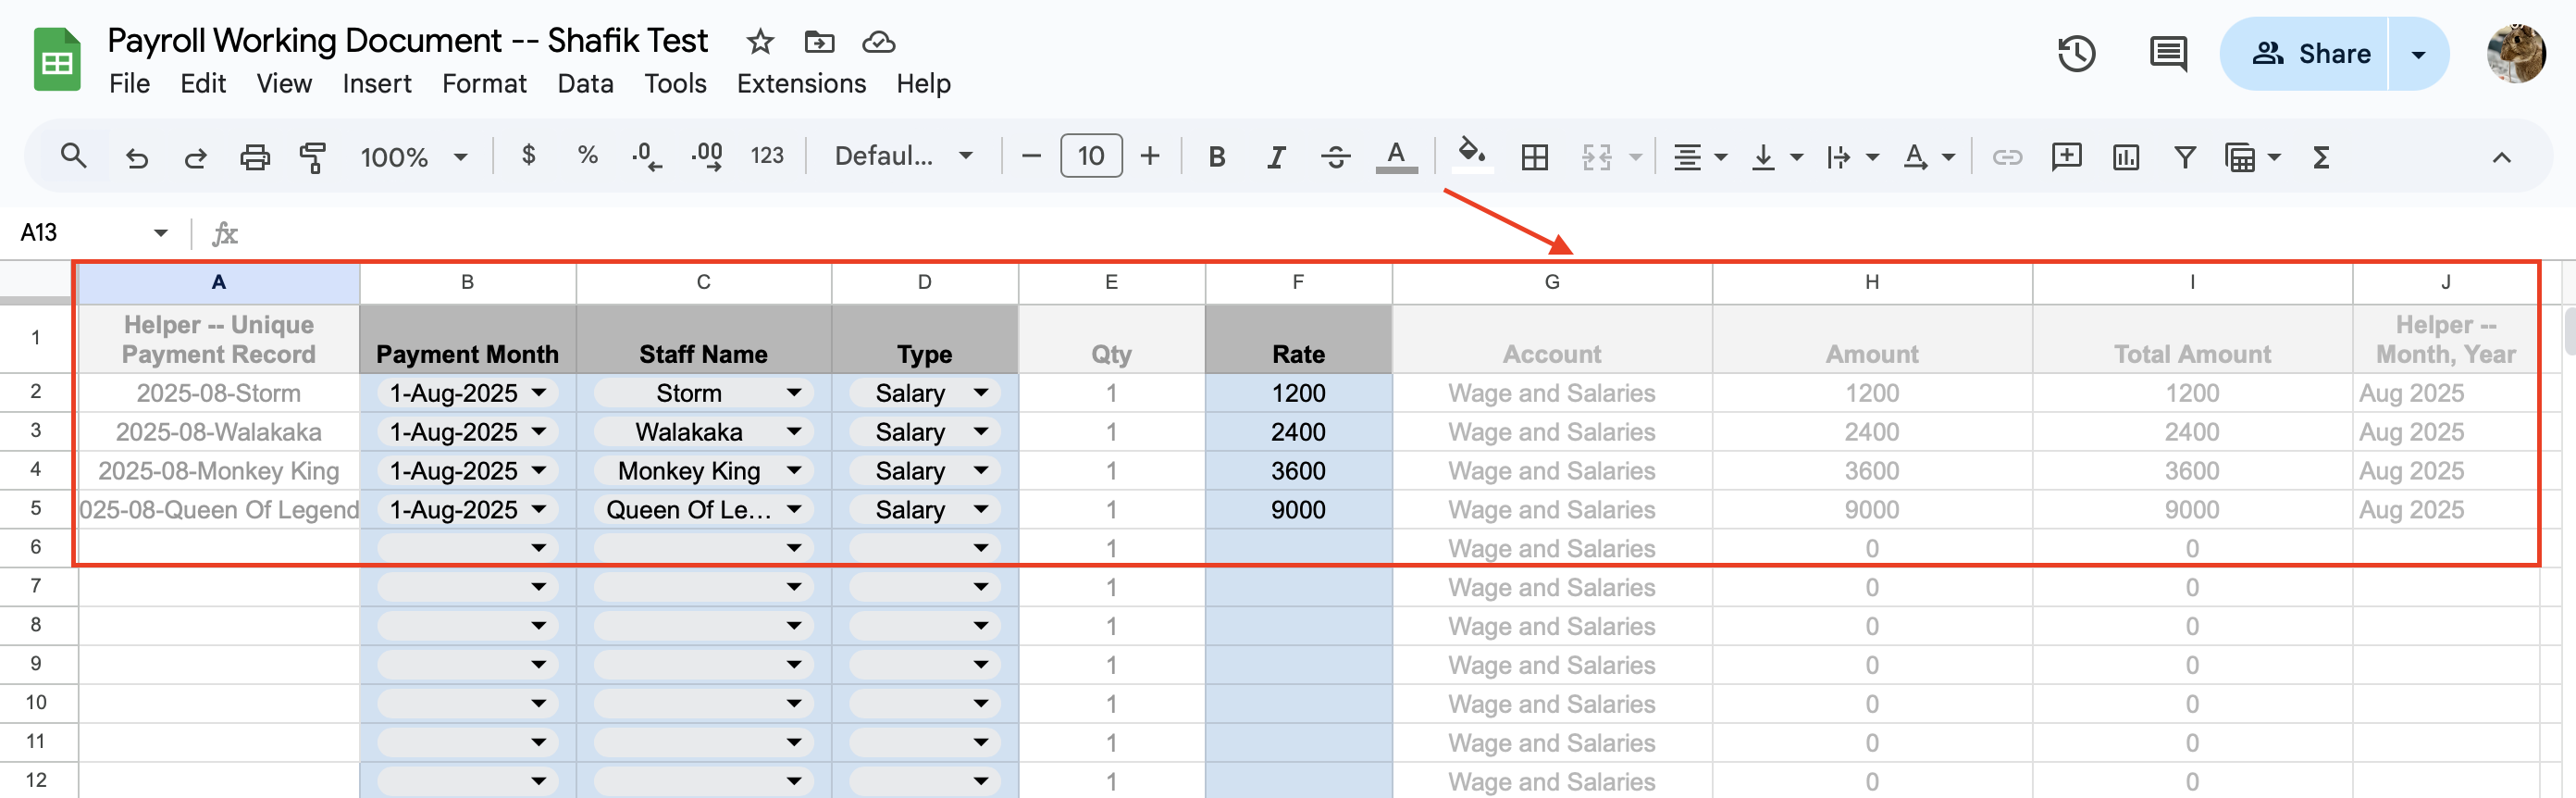 Payroll Working Document -- Shafik Test
File Edit View Insert Format Data Tools Extensions Help
Share
100% $ % .0 .00 123 Defaul... 10 B I A A Σ
A13 fx
A B C D E F G H I J
1 Helper -- Unique Payment Record Payment Month Staff Name Type Qty Rate Account Amount Total Amount Helper -- Month, Year
2 2025-08-Storm 1-Aug-2025 Storm Salary 1 1200 Wage and Salaries 1200 1200 Aug 2025
3 2025-08-Walakaka 1-Aug-2025 Walakaka Salary 1 2400 Wage and Salaries 2400 2400 Aug 2025
4 2025-08-Monkey King 1-Aug-2025 Monkey King Salary 1 3600 Wage and Salaries 3600 3600 Aug 2025
5 025-08-Queen Of Legend 1-Aug-2025 Queen Of Le... Salary 1 9000 Wage and Salaries 9000 9000 Aug 2025
6 1 Wage and Salaries 0 0
7 1 Wage and Salaries 0 0
8 1 Wage and Salaries 0 0
9 1 Wage and Salaries 0 0
10 1 Wage and Salaries 0 0
11 1 Wage and Salaries 0 0
12 1 Wage and Salaries 0 0